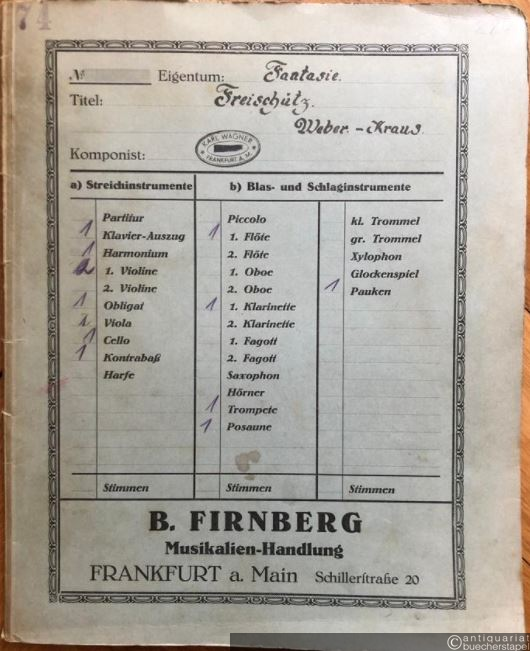 74
№ Eigentum: Fantasie.
Titel: Freischütz.
Weber. - Kraus.
Komponist:
KARL WAGNER
FRANKFURT A. M.
a) Streichinstrumente
b) Blas- und Schlaginstrumente
Partitur
1 Klavier-Auszug
1 Harmonium
2 1. Violine
2. Violine
1 Obligat
1 Viola
1 Cello
1 Kontrabaß
Harfe
Stimmen
Piccolo
1 1. Flöte
2. Flöte
1. Oboe
2. Oboe
1 1. Klarinette
2. Klarinette
1. Fagott
2. Fagott
Saxophon
Hörner
1 Trompete
1 Posaune
Stimmen
kl. Trommel
gr. Trommel
Xylophon
Glockenspiel
1 Pauken
Stimmen
B. FIRNBERG
Musikalien-Handlung
FRANKFURT a. Main Schillerſtraße 20
©antiquariat
buecherstapel